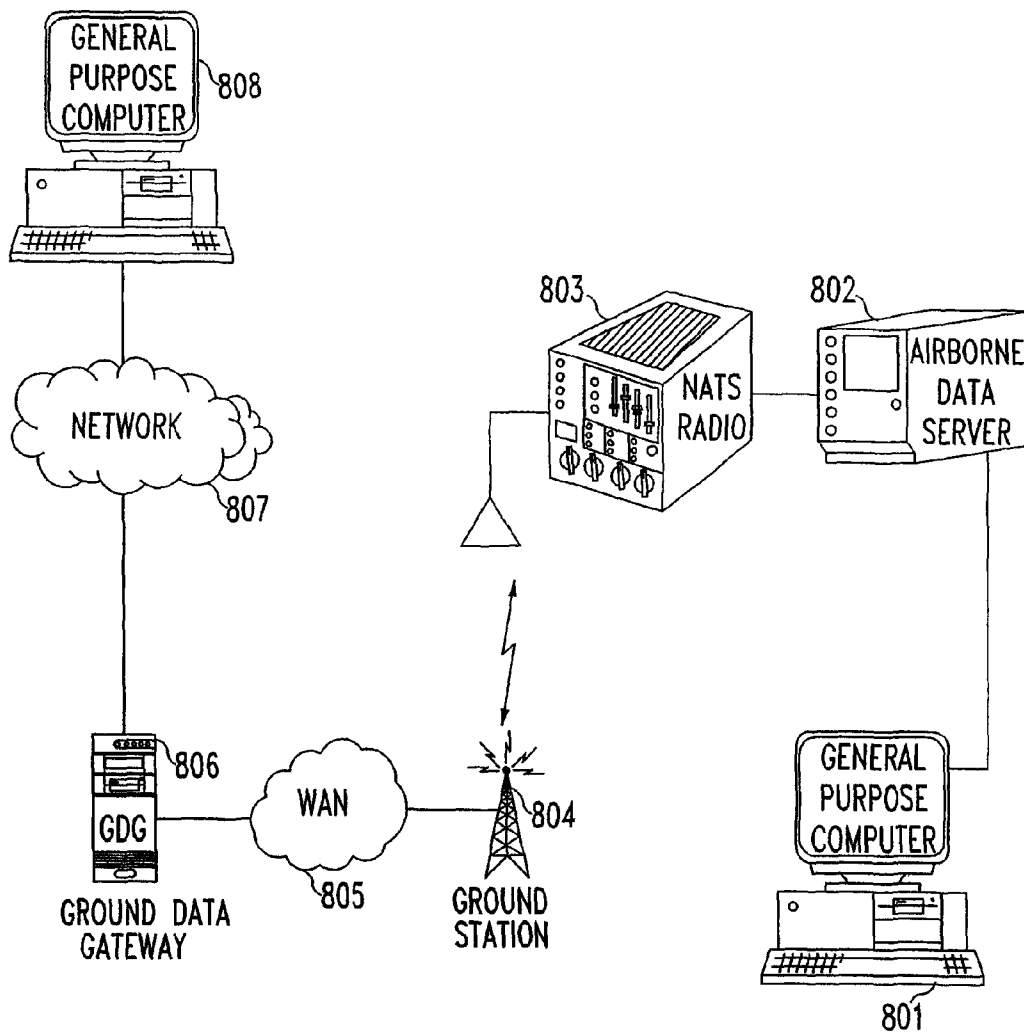 GENERAL
PURPOSE
COMPUTER
808
NETWORK
807
803
NATS
RADIO
802
AIRBORNE
DATA
SERVER
806
GDG
GROUND DATA
GATEWAY
WAN
805
804
GROUND
STATION
GENERAL
PURPOSE
COMPUTER
801